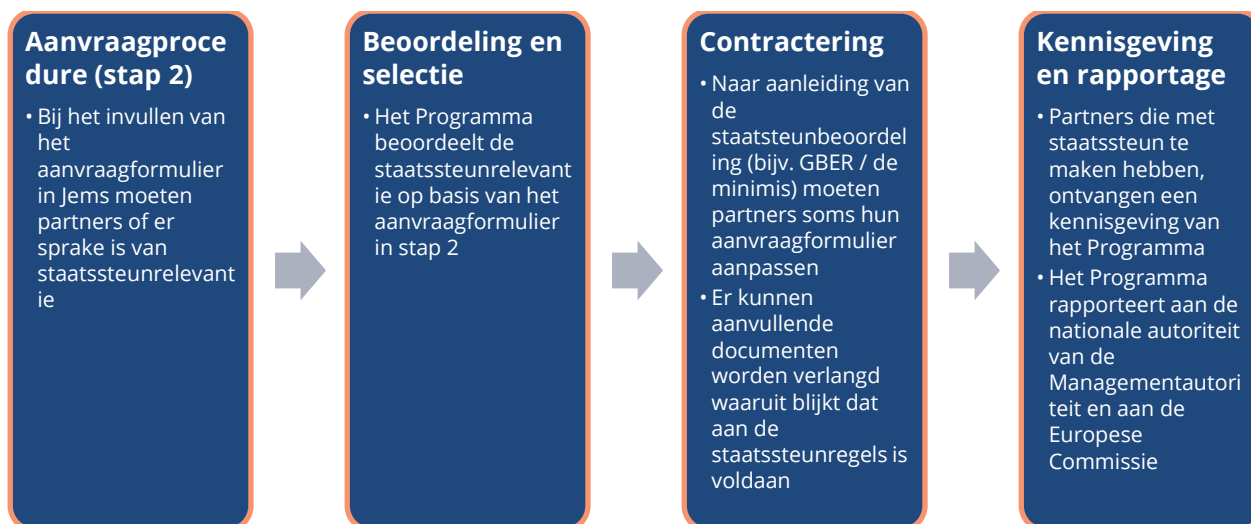 Aanvraagproce
dure (stap 2)
• Bij het invullen van
het
aanvraagformulier
in Jems moeten
partners of er
sprake is van
staatssteunrelevant
ie
Beoordeling en
selectie
• Het Programma
beoordeelt de
staatssteunrelevant
ie op basis van het
aanvraagformulier
in stap 2
Contractering
• Naar aanleiding van
de
staatsteunbeoordel
ing (bijv. GBER / de
minimis) moeten
partners soms hun
aanvraagformulier
aanpassen
• Er kunnen
aanvullende
documenten
worden verlangd
waaruit blijkt dat
aan de
staatssteunregels is
voldaan
Kennisgeving
en rapportage
• Partners die met
staatssteun te
maken hebben,
ontvangen een
kennisgeving van
het Programma
• Het Programma
rapporteert aan de
nationale autoriteit
van de
Managementautori
teit en aan de
Europese
Commissie